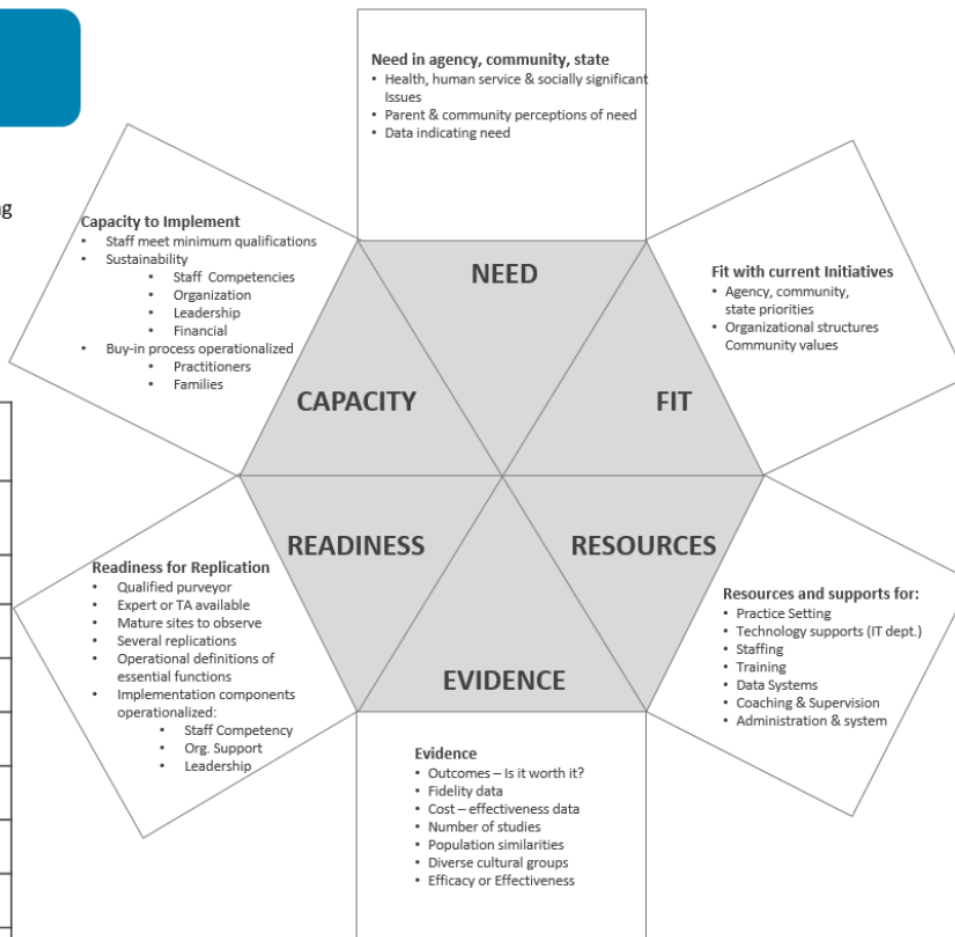 Need in agency, community, state
• Health, human service & socially significant
Issues
• Parent & community perceptions of need
• Data indicating need
Capacity to Implement
• Staff meet minimum qualifications
• Sustainability
• Staff Competencies
• Organization
• Leadership
• Financial
• Buy-in process operationalized
• Practitioners
• Families
NEED
Fit with current Initiatives
• Agency, community,
state priorities
• Organizational structures
Community values
CAPACITY
FIT
READINESS
RESOURCES
Readiness for Replication
• Qualified purveyor
• Expert or TA available
• Mature sites to observe
• Several replications
• Operational definitions of
essential functions
• Implementation components
operationalized:
• Staff Competency
• Org. Support
• Leadership
Resources and supports for:
• Practice Setting
• Technology supports (IT dept.)
• Staffing
• Training
• Data Systems
• Coaching & Supervision
• Administration & system
EVIDENCE
Evidence
• Outcomes – Is it worth it?
• Fidelity data
• Cost – effectiveness data
• Number of studies
• Population similarities
• Diverse cultural groups
• Efficacy or Effectiveness